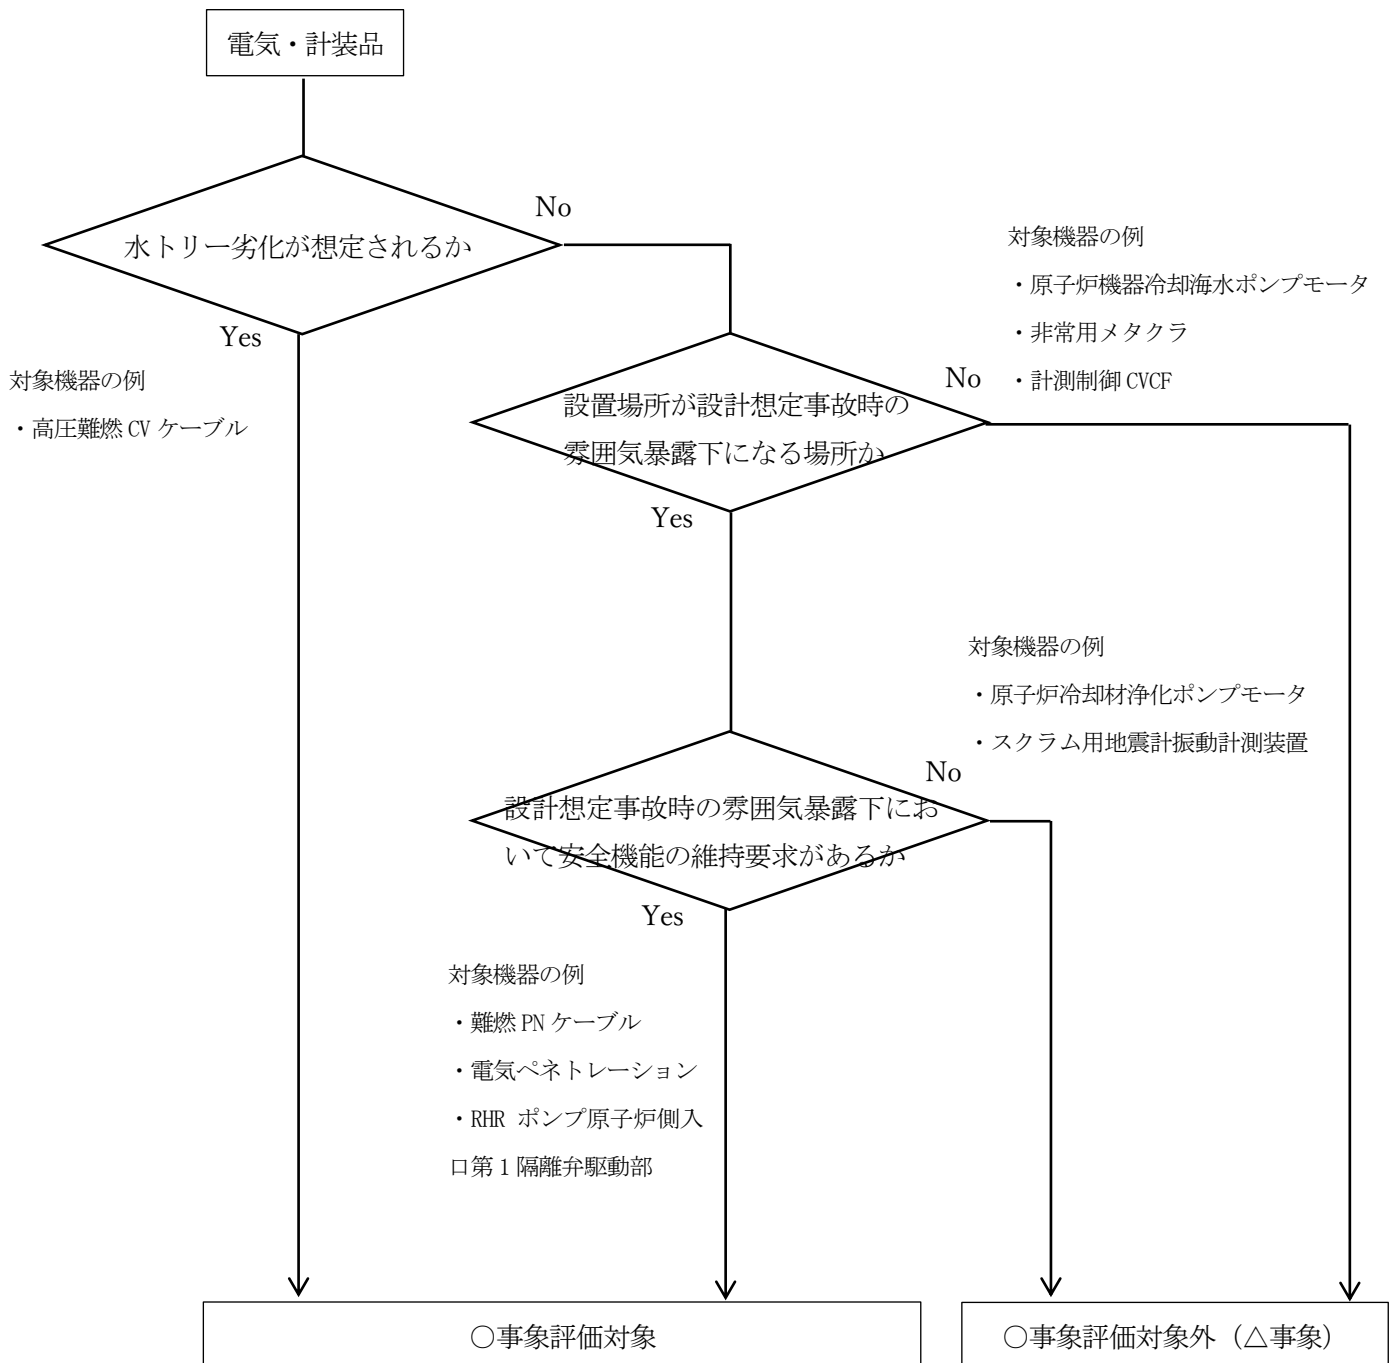 電気・計装品
水トリー劣化が想定されるか
No
Yes
対象機器の例
・高圧難燃 CV ケーブル
対象機器の例
・原子炉機器冷却海水ポンプモータ
・非常用メタクラ
・計測制御 CVCF
設置場所が設計想定事故時の
雰囲気暴露下になる場所か
No
Yes
対象機器の例
・原子炉冷却材浄化ポンプモータ
・スクラム用地震計振動計測装置
設計想定事故時の雰囲気暴露下にお
いて安全機能の維持要求があるか
No
Yes
対象機器の例
・難燃 PN ケーブル
・電気ペネトレーション
・RHR ポンプ原子炉側入
口第 1 隔離弁駆動部
○事象評価対象
○事象評価対象外（△事象）